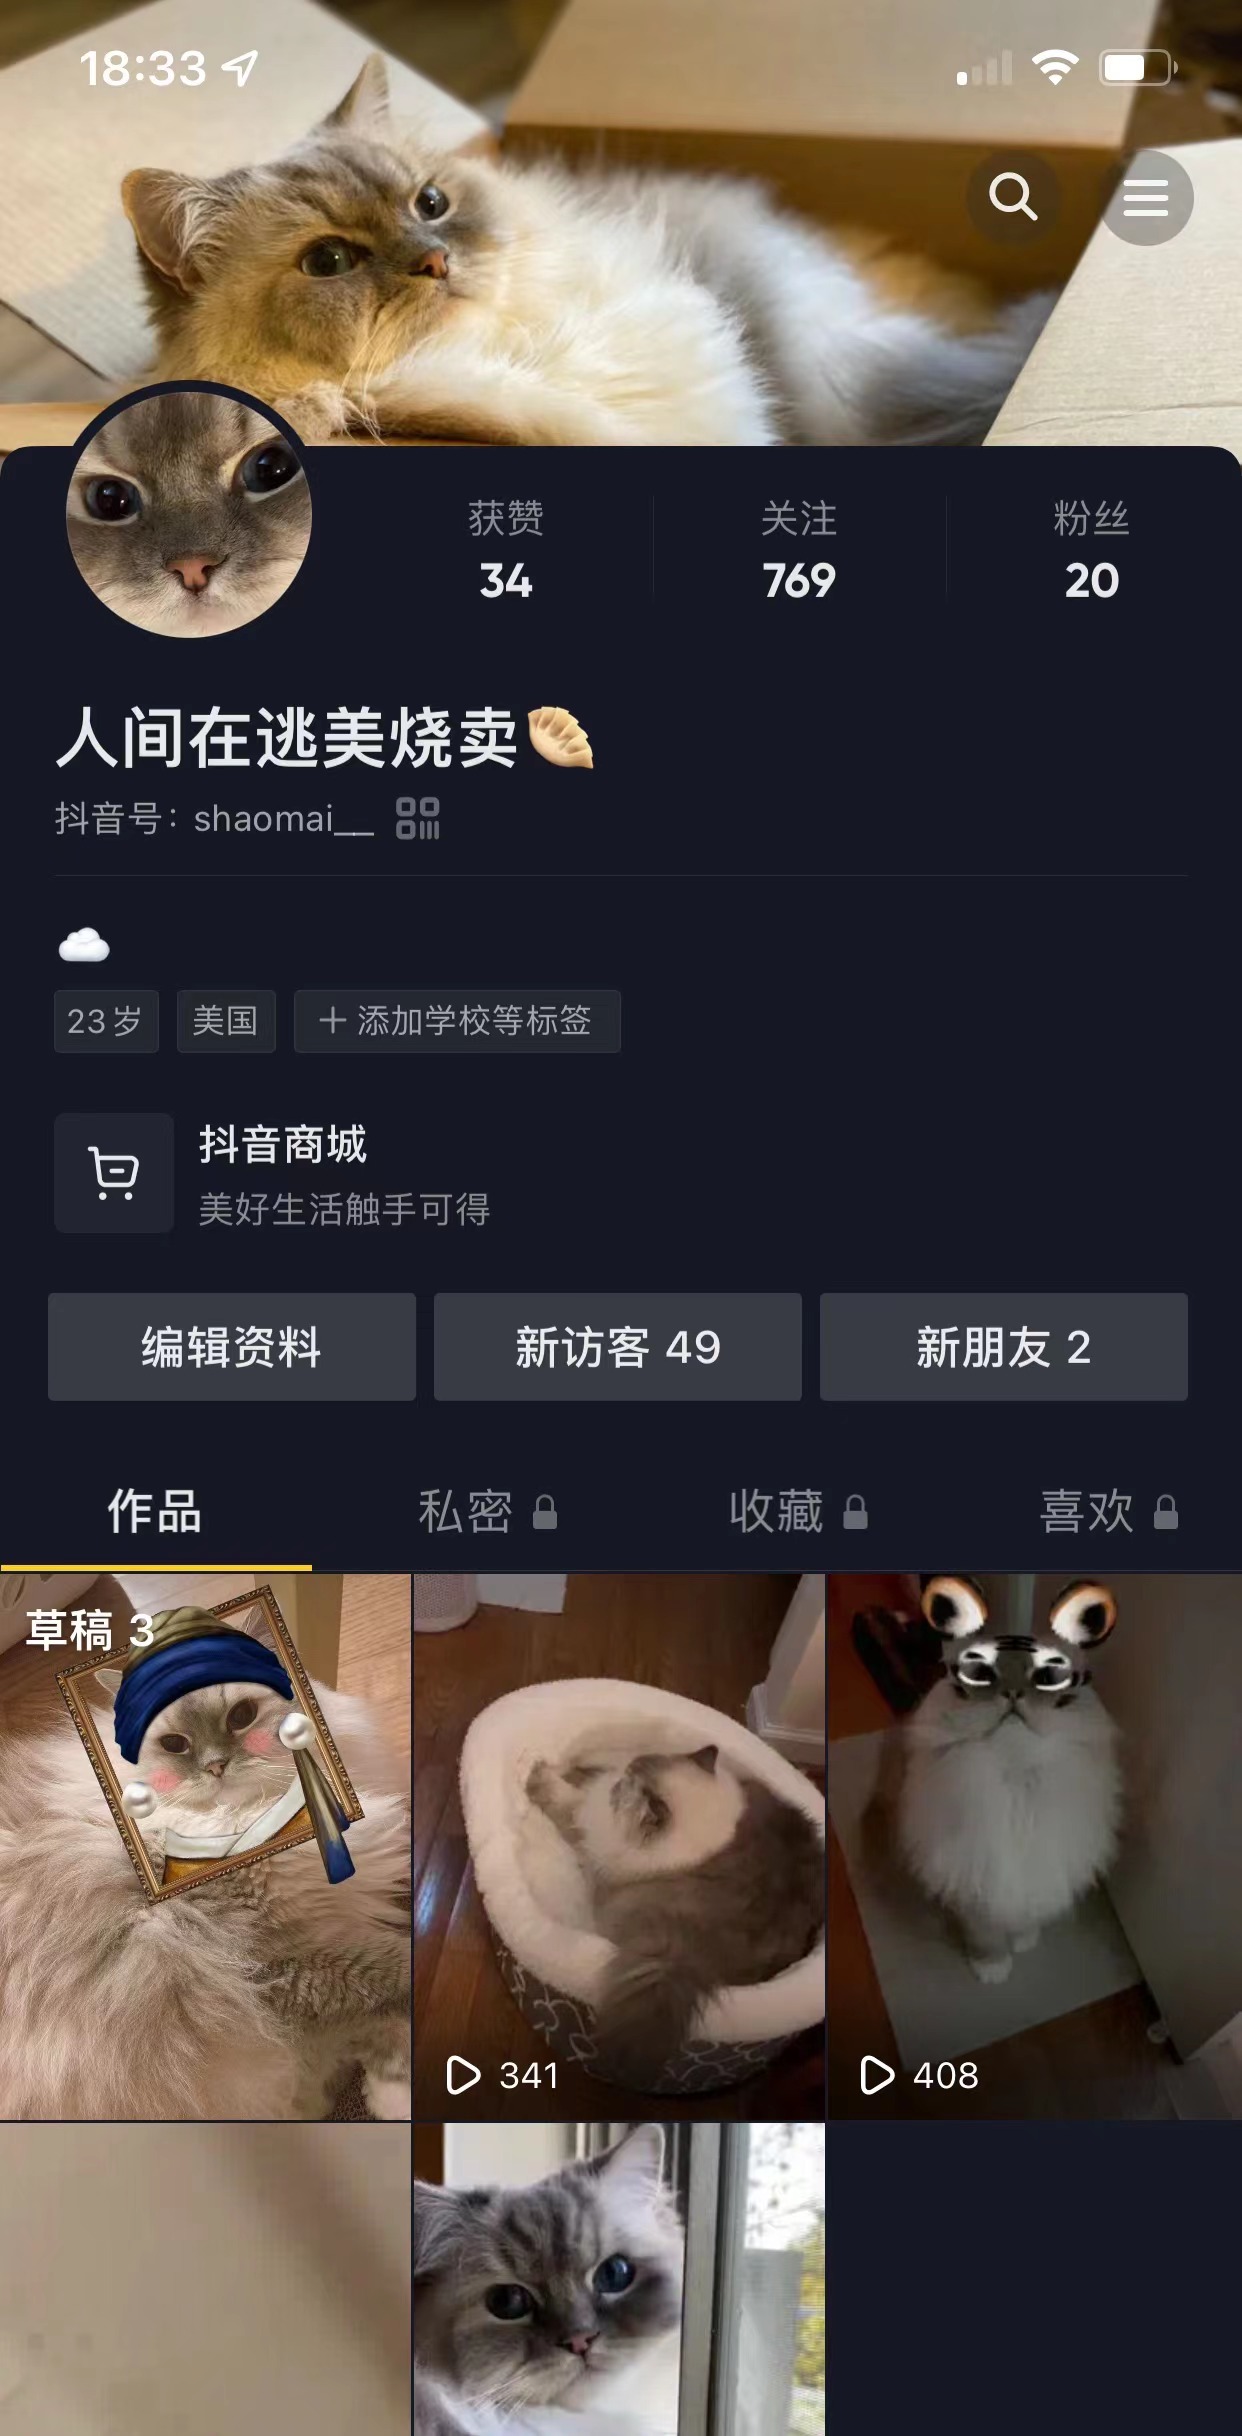 18:33
获赞 关注 粉丝
34 769 20
人间在逃美烧卖🥟
抖音号：shaomai__
☁️
23岁 美国 + 添加学校等标签
抖音商城
美好生活触手可得
编辑资料 新访客 49 新朋友 2
作品 私密 收藏 喜欢
草稿 3
341 408